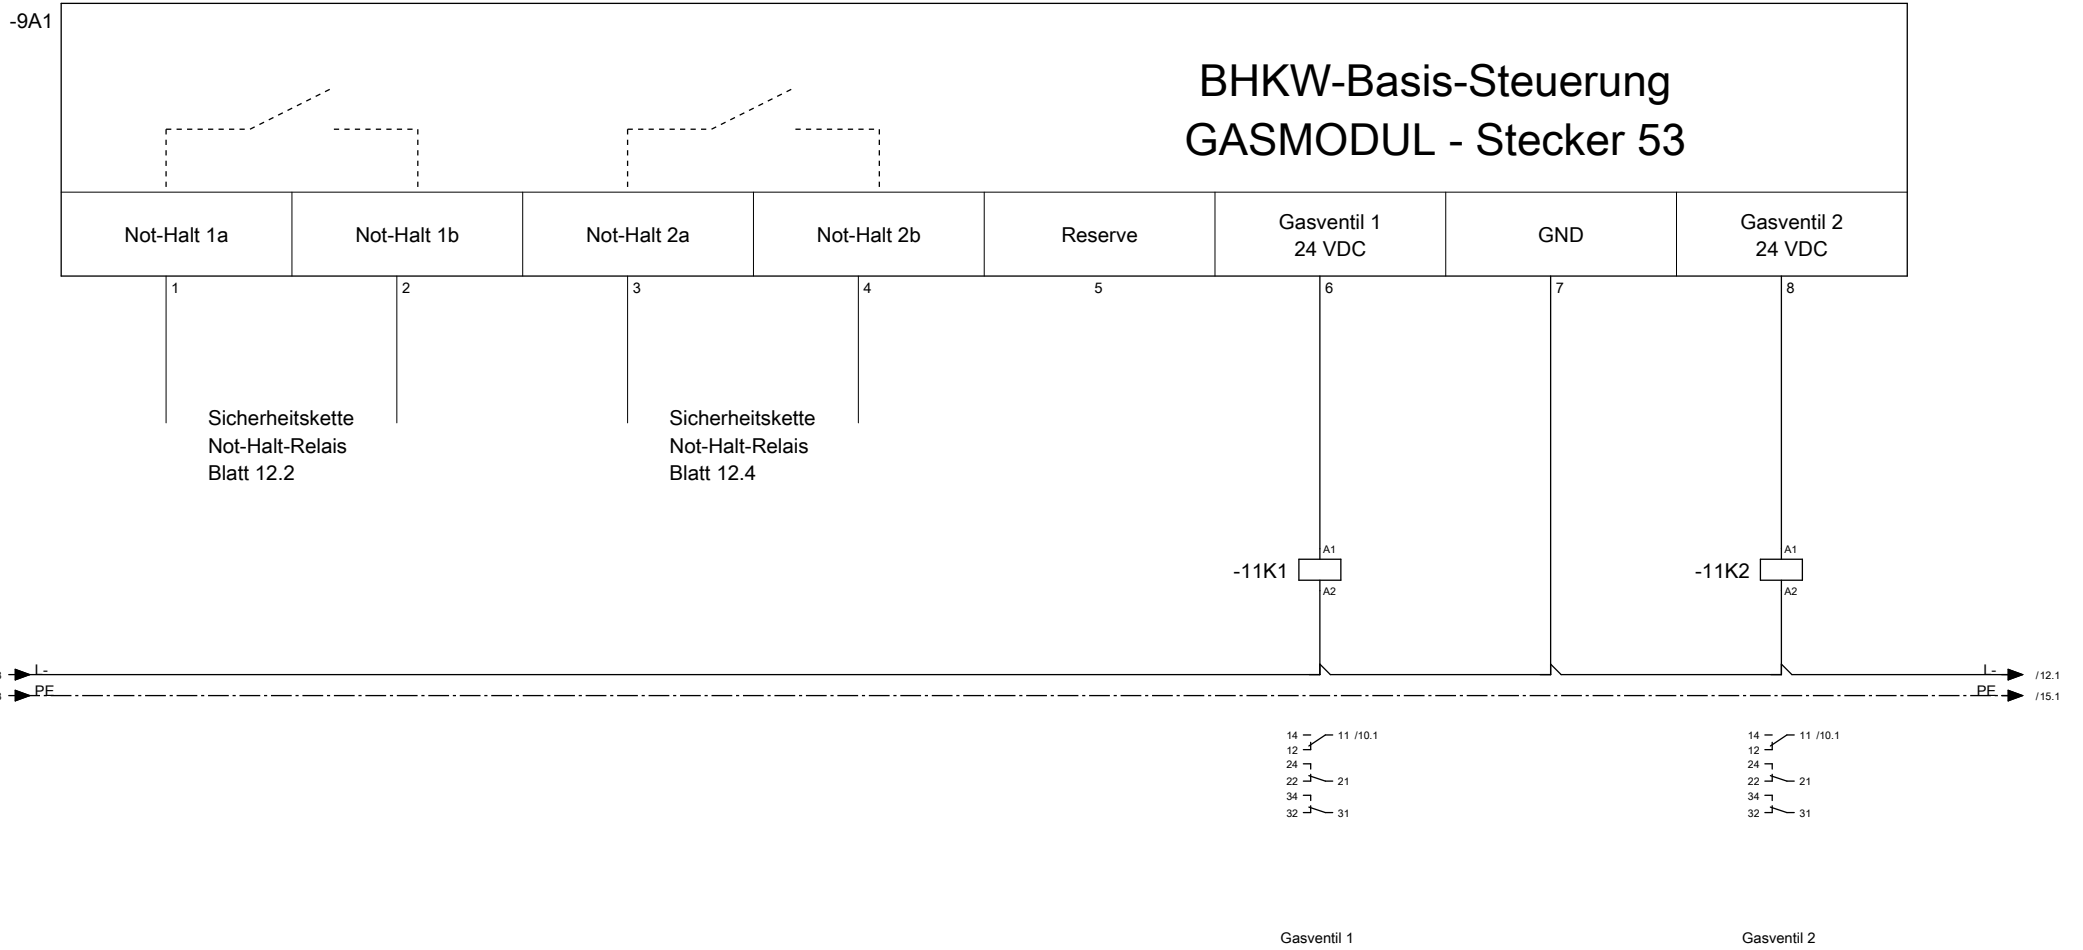 -9A1
BHKW-Basis-Steuerung
GASMODUL - Stecker 53
Not-Halt 1a
Not-Halt 1b
Not-Halt 2a
Not-Halt 2b
Reserve
Gasventil 1
24 VDC
GND
Gasventil 2
24 VDC
1
2
3
4
5
6
7
8
Sicherheitskette
Not-Halt-Relais
Blatt 12.2
Sicherheitskette
Not-Halt-Relais
Blatt 12.4
A1
-11K1
A2
A1
-11K2
A2
L-
L-
/12.1
PE
PE
/15.1
14
11 /10.1
12
24
22
21
34
32
31
14
11 /10.1
12
24
22
21
34
32
31
Gasventil 1
Gasventil 2